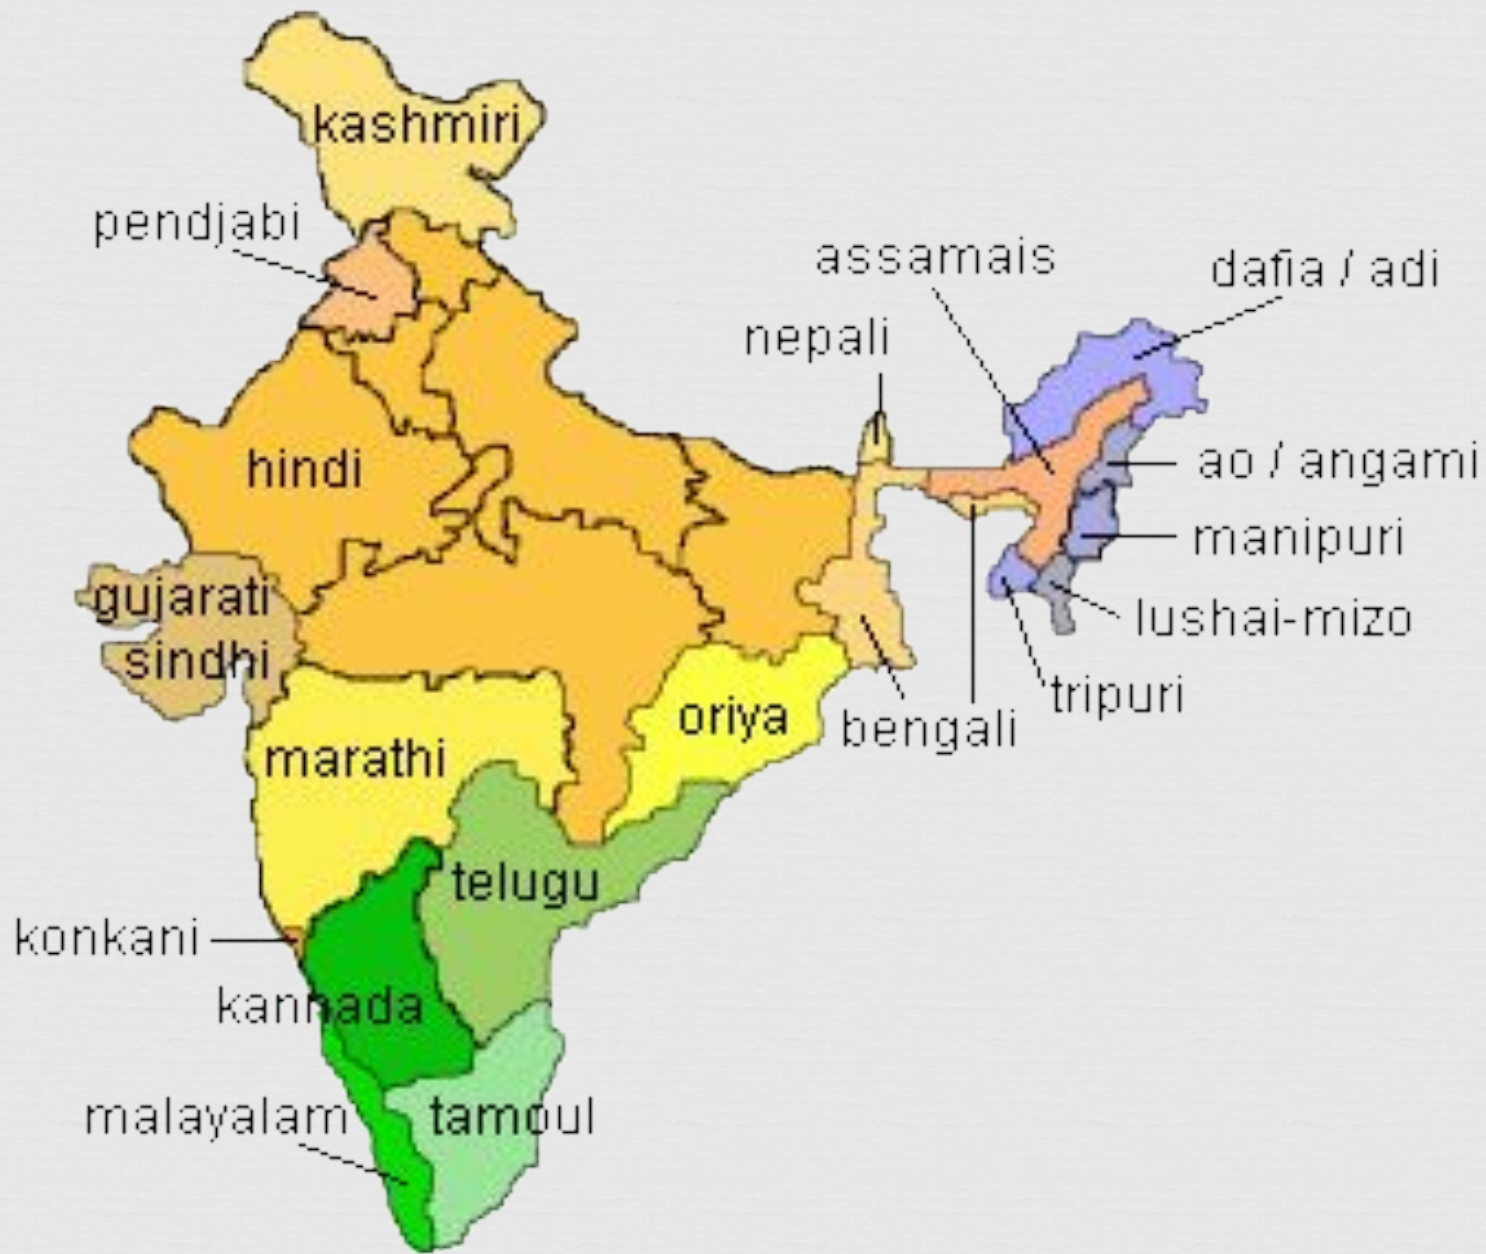 kashmiri
pendjabi
assamais
dafia / adi
nepali
hindi
ao / angami
manipuri
gujarati
lushai-mizo
sindhi
tripuri
oriya
bengali
marathi
telugu
konkani
kannada
malayalam
tamoul